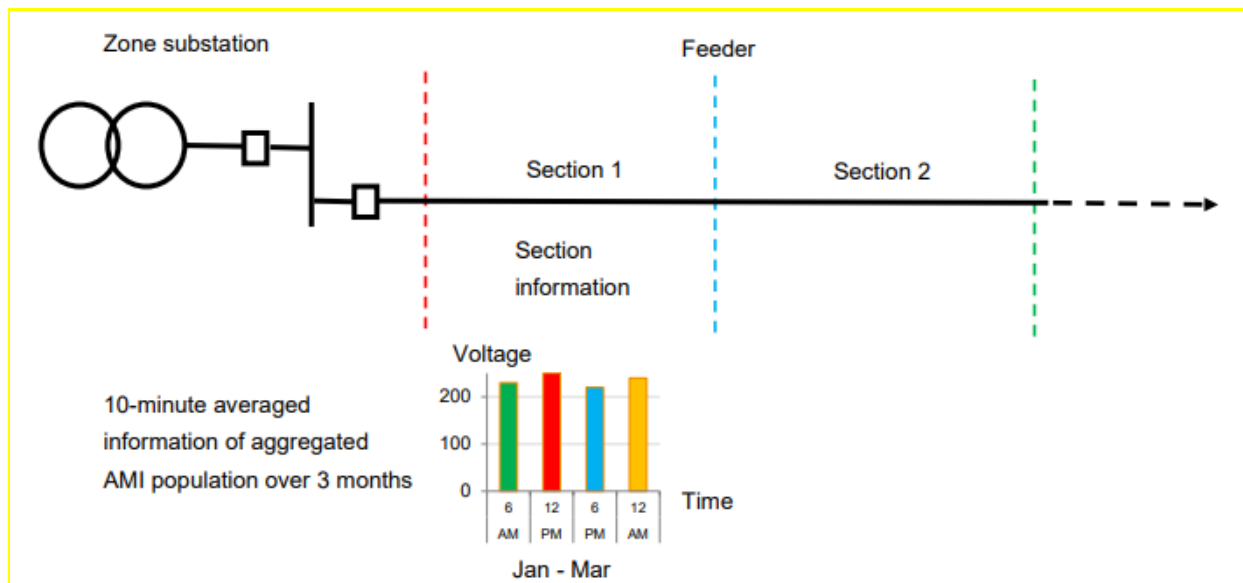 Zone substation
Feeder
Section 1
Section 2
Section
information
Voltage
10-minute averaged
information of aggregated
AMI population over 3 months
200
100
0
6 12 6 12
AM PM PM AM
Time
Jan - Mar